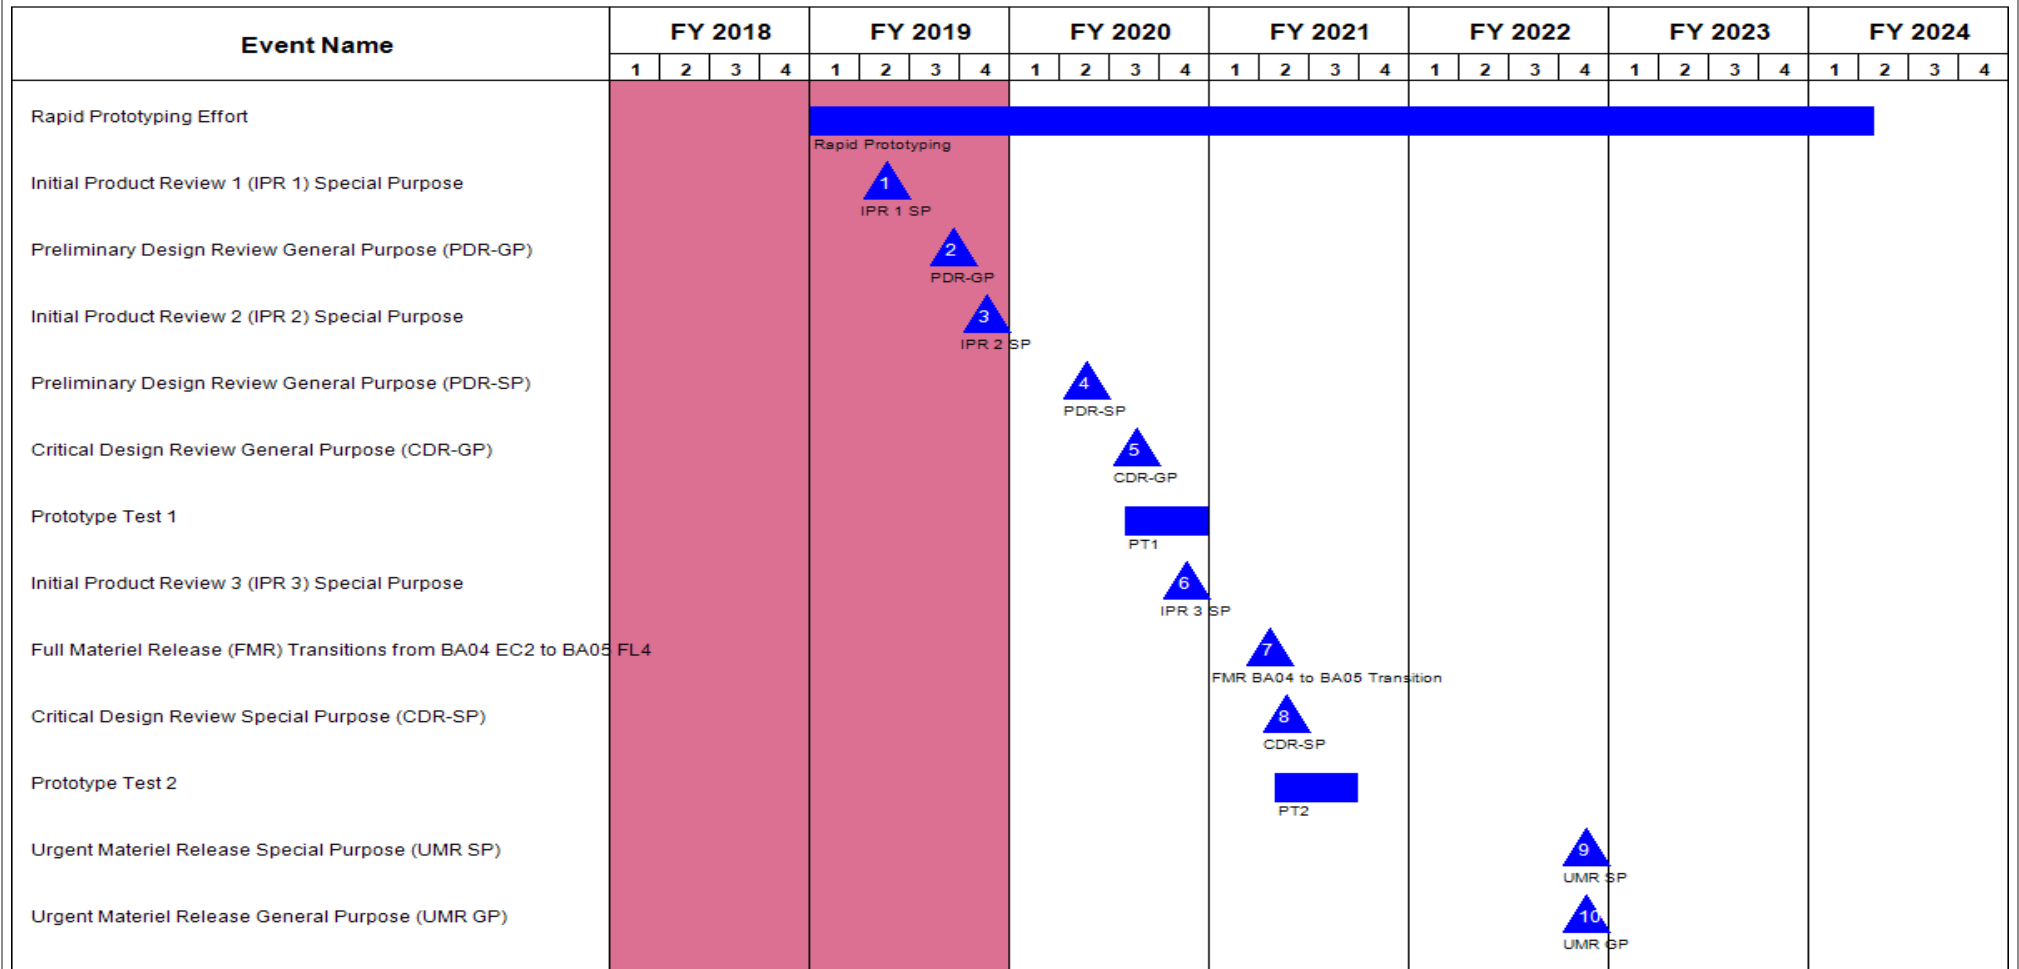 Event Name
FY 2018 FY 2019 FY 2020 FY 2021 FY 2022 FY 2023 FY 2024
1 2 3 4 1 2 3 4 1 2 3 4 1 2 3 4 1 2 3 4 1 2 3 4 1 2 3 4
Rapid Prototyping Effort
Rapid Prototyping
Initial Product Review 1 (IPR 1) Special Purpose
1
IPR 1 SP
Preliminary Design Review General Purpose (PDR-GP)
2
PDR-GP
Initial Product Review 2 (IPR 2) Special Purpose
3
IPR 2 SP
Preliminary Design Review General Purpose (PDR-SP)
4
PDR-SP
Critical Design Review General Purpose (CDR-GP)
5
CDR-GP
Prototype Test 1
PT1
Initial Product Review 3 (IPR 3) Special Purpose
6
IPR 3 SP
Full Materiel Release (FMR) Transitions from BA04 EC2 to BA05 FL4
7
FMR BA04 to BA05 Transition
Critical Design Review Special Purpose (CDR-SP)
8
CDR-SP
Prototype Test 2
PT2
Urgent Materiel Release Special Purpose (UMR SP)
9
UMR SP
Urgent Materiel Release General Purpose (UMR GP)
10
UMR GP